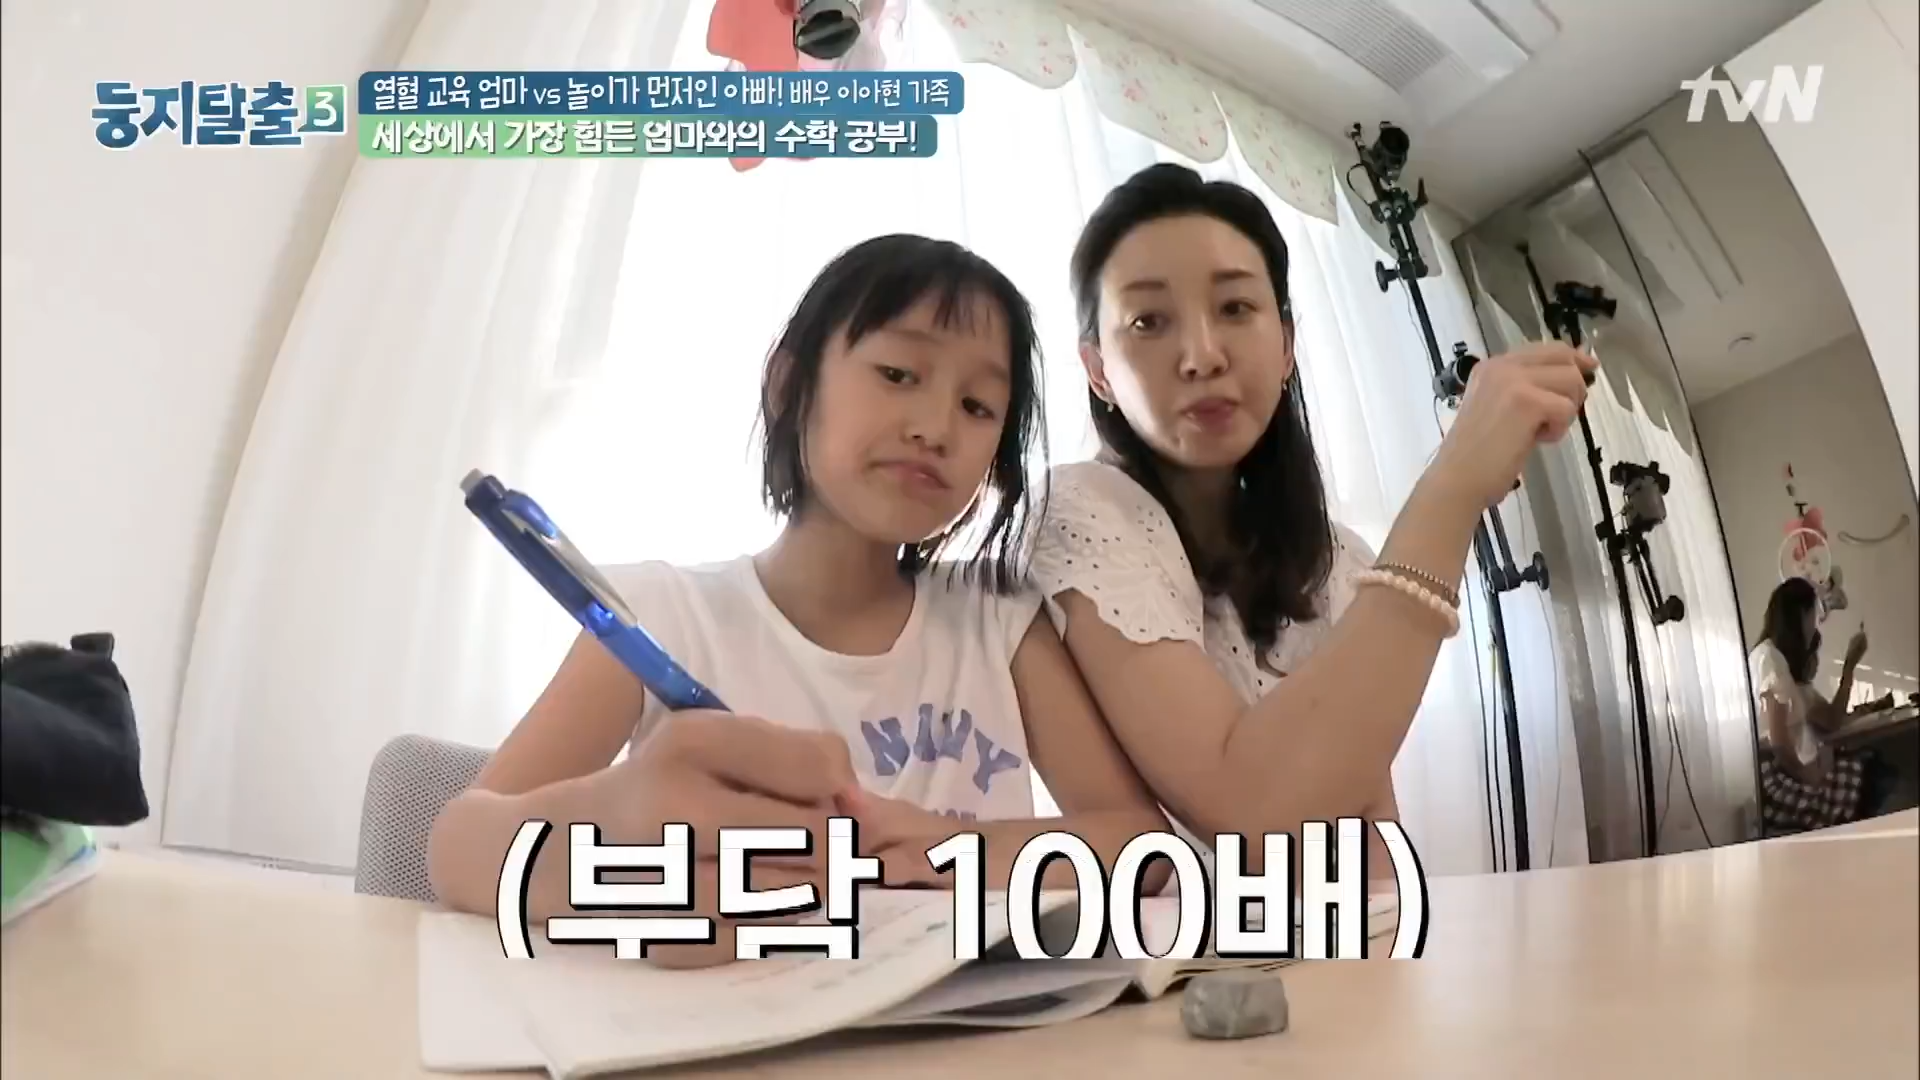 둥지탈출3
열혈 교육 엄마 vs 놀이가 먼저인 아빠! 배우 이아현 가족
세상에서 가장 힘든 엄마와의 수학 공부!
tvN
(부담 100배)